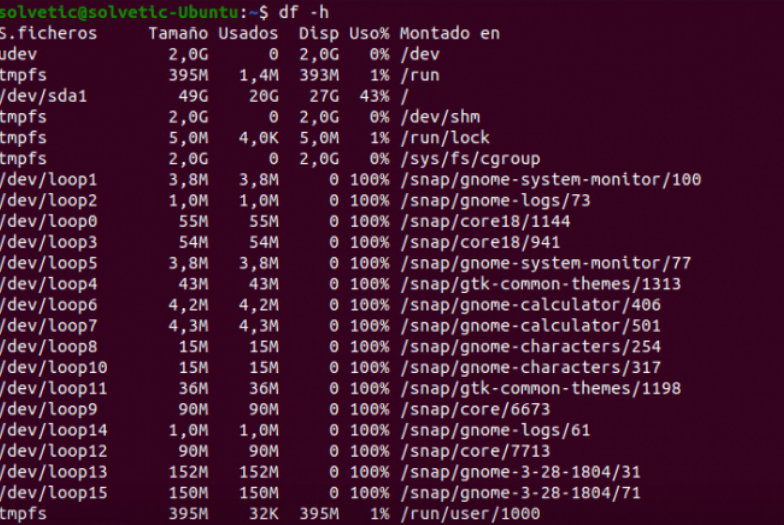 solvetic@solvetic-Ubuntu:~$ df -h
S.ficheros Tamaño Usados Disp Uso% Montado en
udev 2,0G 0 2,0G 0% /dev
tmpfs 395M 1,4M 393M 1% /run
/dev/sda1 49G 20G 27G 43% /
tmpfs 2,0G 0 2,0G 0% /dev/shm
tmpfs 5,0M 4,0K 5,0M 1% /run/lock
tmpfs 2,0G 0 2,0G 0% /sys/fs/cgroup
/dev/loop1 3,8M 3,8M 0 100% /snap/gnome-system-monitor/100
/dev/loop2 1,0M 1,0M 0 100% /snap/gnome-logs/73
/dev/loop0 55M 55M 0 100% /snap/core18/1144
/dev/loop3 54M 54M 0 100% /snap/core18/941
/dev/loop5 3,8M 3,8M 0 100% /snap/gnome-system-monitor/77
/dev/loop4 43M 43M 0 100% /snap/gtk-common-themes/1313
/dev/loop6 4,2M 4,2M 0 100% /snap/gnome-calculator/406
/dev/loop7 4,3M 4,3M 0 100% /snap/gnome-calculator/501
/dev/loop8 15M 15M 0 100% /snap/gnome-characters/254
/dev/loop10 15M 15M 0 100% /snap/gnome-characters/317
/dev/loop11 36M 36M 0 100% /snap/gtk-common-themes/1198
/dev/loop9 90M 90M 0 100% /snap/core/6673
/dev/loop14 1,0M 1,0M 0 100% /snap/gnome-logs/61
/dev/loop12 90M 90M 0 100% /snap/core/7713
/dev/loop13 152M 152M 0 100% /snap/gnome-3-28-1804/31
/dev/loop15 150M 150M 0 100% /snap/gnome-3-28-1804/71
tmpfs 395M 32K 395M 1% /run/user/1000